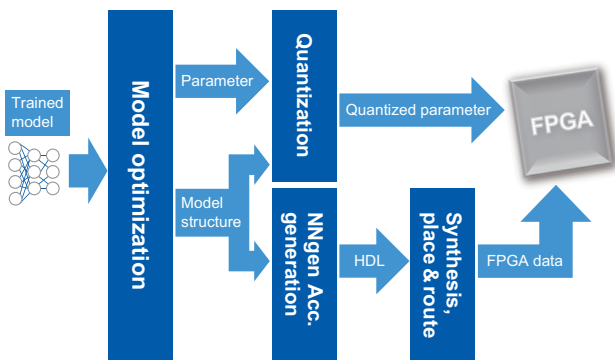 Trained
model
Model optimization
Parameter
Model
structure
Quantization
Quantized parameter
NNgen Acc.
generation
HDL
Synthesis,
place & route
FPGA data
FPGA